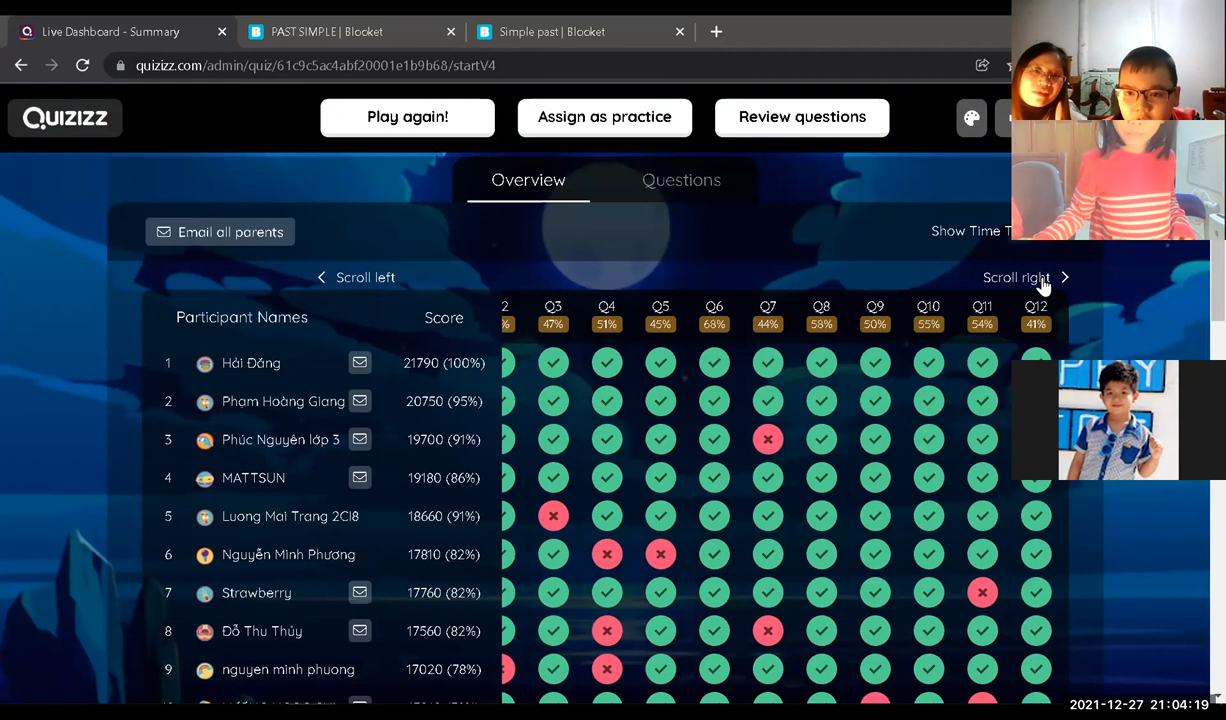 Live Dashboard - Summary
PAST SIMPLE | Blooket
Simple past | Blooket
quizizz.com/admin/quiz/61c9c5ac4abf20001e1b9b68/startV4
QUIZIZZ
Play again!
Assign as practice
Review questions
Overview
Questions
Email all parents
Show Time T
Scroll left
Scroll right
Participant Names
Score
2 Q3 Q4 Q5 Q6 Q7 Q8 Q9 Q10 Q11 Q12
% 47% 51% 45% 68% 44% 58% 50% 55% 54% 41%
1 Hải Đăng 21790 (100%)
2 Phạm Hoàng Giang 20750 (95%)
3 Phúc Nguyên lớp 3 19700 (91%)
4 MATTSUN 19180 (86%)
5 Luong Mai Trang 2CI8 18660 (91%)
6 Nguyễn Minh Phương 17810 (82%)
7 Strawberry 17760 (82%)
8 Đỗ Thu Thủy 17560 (82%)
9 nguyen minh phuong 17020 (78%)
2021-12-27 21:04:19